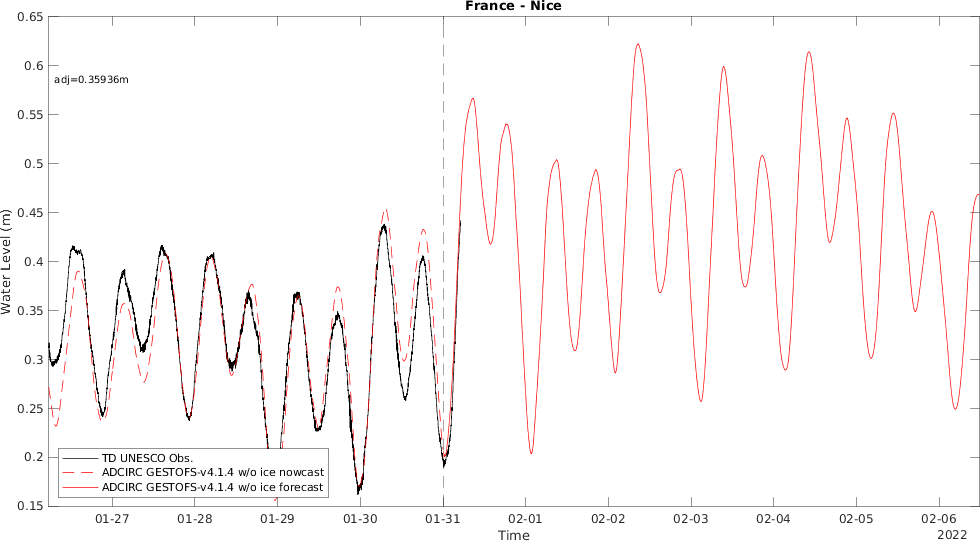 France - Nice
adj=0.35936m
Water Level (m)
0.65
0.6
0.55
0.5
0.45
0.4
0.35
0.3
0.25
0.2
0.15
TD UNESCO Obs.
ADCIRC GESTOFS-v4.1.4 w/o ice nowcast
ADCIRC GESTOFS-v4.1.4 w/o ice forecast
01-27 01-28 01-29 01-30 01-31 02-01 02-02 02-03 02-04 02-05 02-06
Time
2022